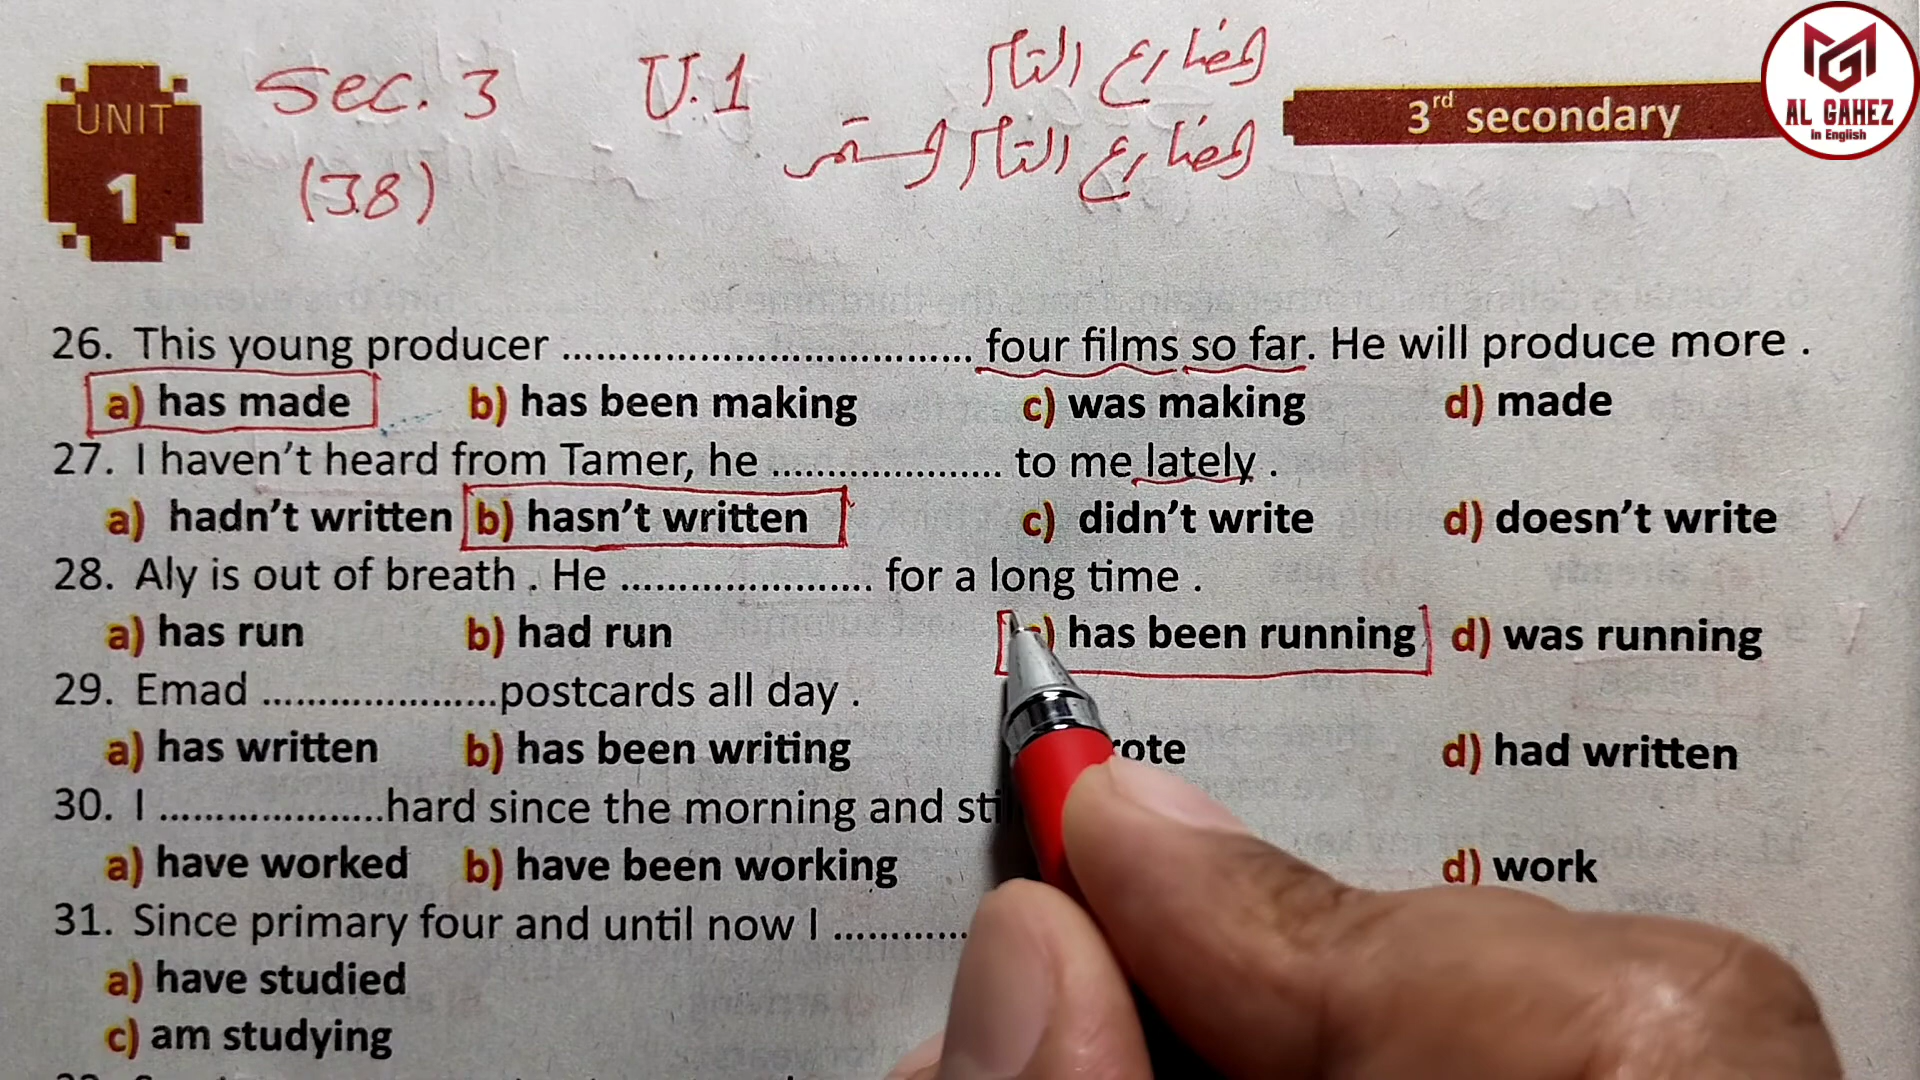 UNIT
1
Sec. 3 U.1
(38)
المضارع التام
المضارع التام المستمر
3rd secondary
AL GAHEZ
in English
26. This young producer ..................................... four films so far. He will produce more .
a) has made b) has been making c) was making d) made
27. I haven't heard from Tamer, he ..................... to me lately .
a) hadn't written b) hasn't written c) didn't write d) doesn't write
28. Aly is out of breath . He ....................... for a long time .
a) has run b) had run c) has been running d) was running
29. Emad .....................postcards all day .
a) has written b) has been writing d) had written
30. I ....................hard since the morning and
a) have worked b) have been working d) work
31. Since primary four and until now I ............
a) have studied
c) am studying